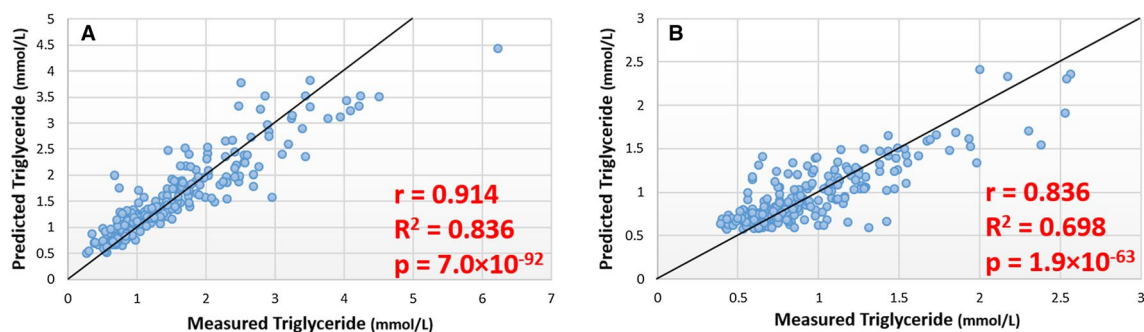 A
Predicted Triglyceride (mmol/L)
5
4.5
4
3.5
3
2.5
2
1.5
1
0.5
0
r = 0.914
R² = 0.836
p = 7.0×10⁻⁹²
0 1 2 3 4 5 6 7
Measured Triglyceride (mmol/L)
B
Predicted Triglyceride (mmol/L)
3
2.5
2
1.5
1
0.5
0
r = 0.836
R² = 0.698
p = 1.9×10⁻⁶³
0 0.5 1 1.5 2 2.5 3
Measured Triglyceride (mmol/L)